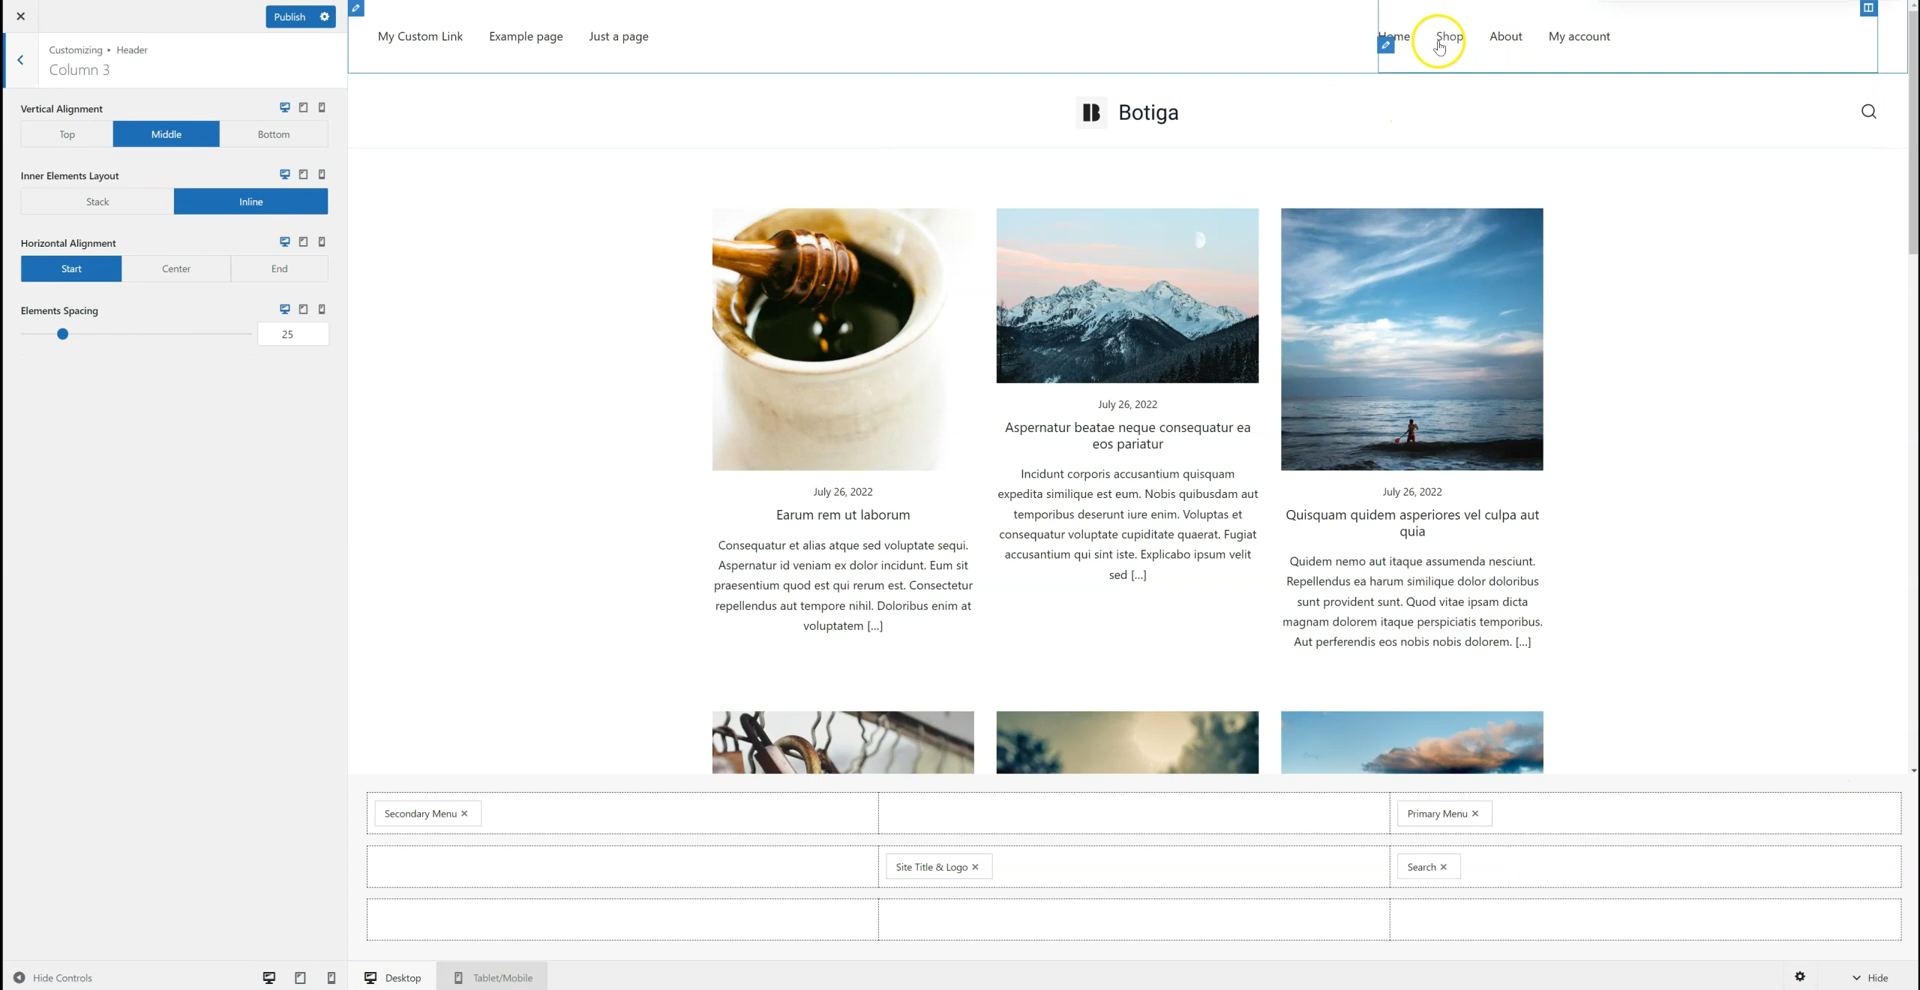 Publish
Customizing ▸ Header
Column 3
Vertical Alignment
Top Middle Bottom
Inner Elements Layout
Stack Inline
Horizontal Alignment
Start Center End
Elements Spacing
25
My Custom Link Example page Just a page
Home Shop About My account
Botiga
July 26, 2022
Earum rem ut laborum
Consequatur et alias atque sed voluptate sequi.
Aspernatur id veniam ex dolor incidunt. Eum sit
praesentium quod est qui rerum est. Consectetur
repellendus aut tempore nihil. Doloribus enim at
voluptatem [...]
July 26, 2022
Aspernatur beatae neque consequatur ea
eos pariatur
Incidunt corporis accusantium quisquam
expedita similique est eum. Nobis quibusdam aut
temporibus deserunt iure enim. Voluptas et
consequatur voluptate cupiditate quaerat. Fugiat
accusantium qui sint iste. Explicabo ipsum velit
sed [...]
July 26, 2022
Quisquam quidem asperiores vel culpa aut
quia
Quidem nemo aut itaque assumenda nesciunt.
Repellendus ea harum similique dolor doloribus
sunt provident sunt. Quod vitae ipsam dicta
magnam dolorem itaque perspiciatis temporibus.
Aut perferendis eos nobis nobis dolorem. [...]
Secondary Menu ✕ Primary Menu ✕
Site Title & Logo ✕ Search ✕
Hide Controls Desktop Tablet/Mobile Hide